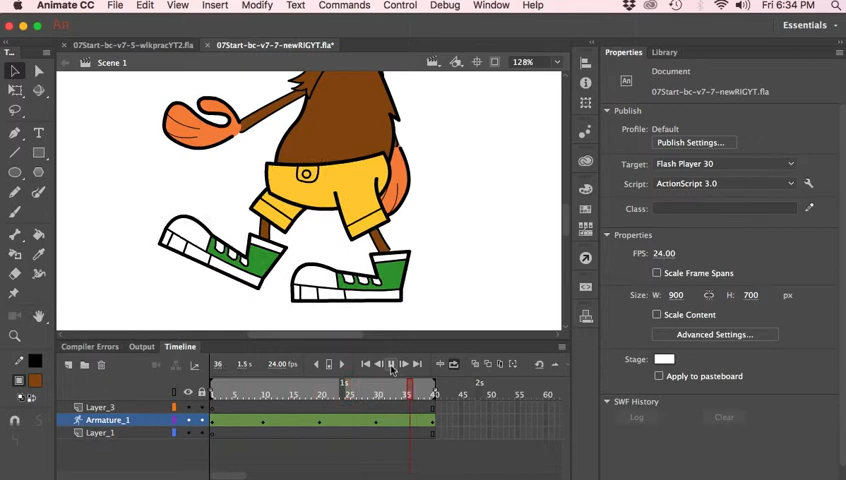 Animate CC File Edit View Insert Modify Text Commands Control Debug Window Help Fri 6:34 PM
An Essentials
T... 07Start-bc-v7-5-wlkpracYT2.fla 07Start-bc-v7-7-newRIGYT.fla* Properties Library
Scene 1 128%
Document
An 07Start-bc-v7-7-newRIGYT.fla
Publish
Profile: Default
Publish Settings...
Target: Flash Player 30
Script: ActionScript 3.0
Class:
Properties
FPS: 24.00
Scale Frame Spans
Size: W: 900 H: 700 px
Scale Content
Advanced Settings...
Stage:
Apply to pasteboard
SWF History
Log Clear
Compiler Errors Output Timeline
36 1.5 s 24.00 fps
1s 2s
5 10 15 20 25 30 35 40 45 50 55 60
Layer_3
Armature_1
Layer_1